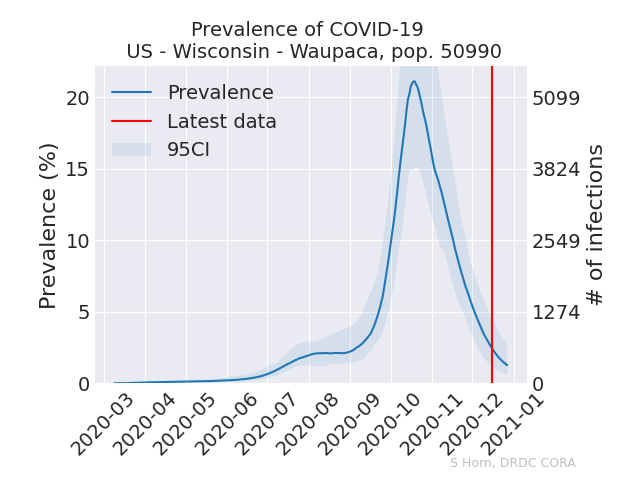 Prevalence of COVID-19
US - Wisconsin - Waupaca, pop. 50990
Prevalence
Latest data
95CI
Prevalence (%)
20
15
10
5
0
# of infections
5099
3824
2549
1274
0
2020-03
2020-04
2020-05
2020-06
2020-07
2020-08
2020-09
2020-10
2020-11
2020-12
2021-01
S Horn, DRDC CORA